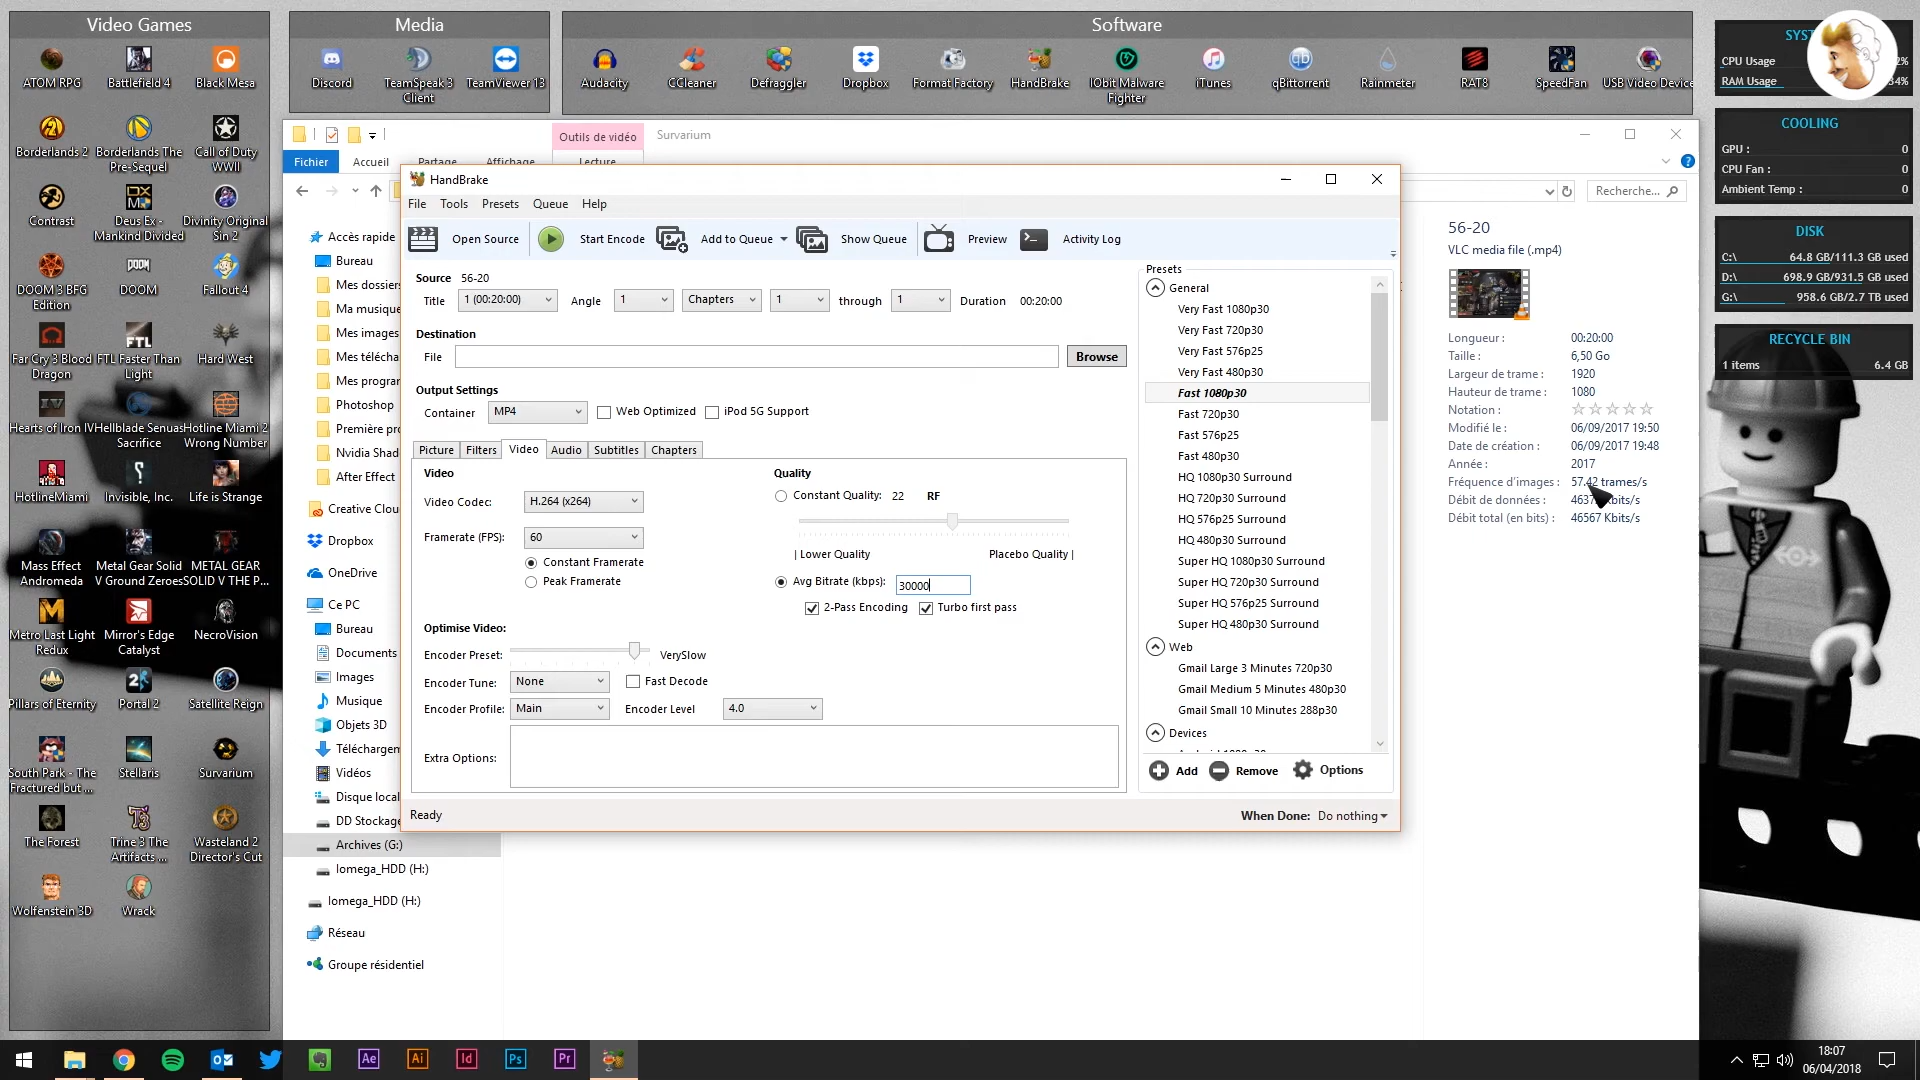 Video Games
Media
Software
ATOM RPG
Battlefield 4
Black Mesa
Discord
TeamSpeak 3
Client
TeamViewer 13
Audacity
CCleaner
Defraggler
Dropbox
Format Factory
HandBrake
IObit Malware
Fighter
iTunes
qBittorrent
Rainmeter
RAT8
SpeedFan
USB Video Device
SYST
CPU Usage
RAM Usage
34%
COOLING
GPU : 0
CPU Fan : 0
Ambient Temp : 0
DISK
C:\ 64.8 GB/111.3 GB used
D:\ 698.9 GB/931.5 GB used
G:\ 958.6 GB/2.7 TB used
RECYCLE BIN
1 items 6.4 GB
Borderlands 2
Borderlands The
Pre-Sequel
Call of Duty
WWII
Contrast
Deus Ex -
Mankind Divided
Divinity Original
Sin 2
DOOM 3 BFG
Edition
DOOM
DOOM
Fallout 4
Far Cry 3 Blood
Dragon
FTL
FTL Faster Than
Light
Hard West
IV
Hearts of Iron IV
Hellblade Senuas
Sacrifice
Hotline Miami 2
Wrong Number
HotlineMiami
Invisible, Inc.
Life is Strange
Mass Effect
Andromeda
Metal Gear Solid
V Ground Zeroes
METAL GEAR
SOLID V THE P...
Metro Last Light
Redux
Mirror's Edge
Catalyst
NecroVision
Pillars of Eternity
Portal 2
Satellite Reign
South Park - The
Fractured but ...
Stellaris
Survarium
The Forest
Trine 3 The
Artifacts ...
Wasteland 2
Director's Cut
Wolfenstein 3D
Wrack
Outils de vidéo
Survarium
Fichier
Accueil
Partage
Affichage
Lecture
Recherche...
Accès rapide
Bureau
Mes dossiers
Ma musique
Mes images
Mes télécha
Mes program
Photoshop
Première pro
Nvidia Shad
After Effect
Creative Clou
Dropbox
OneDrive
Ce PC
Bureau
Documents
Images
Musique
Objets 3D
Téléchargem
Vidéos
Disque local
DD Stockage
Archives (G:)
Iomega_HDD (H:)
Iomega_HDD (H:)
Réseau
Groupe résidentiel
HandBrake
File Tools Presets Queue Help
Open Source
Start Encode
Add to Queue
Show Queue
Preview
Activity Log
Source 56-20
Title 1 (00:20:00) Angle 1 Chapters 1 through 1 Duration 00:20:00
Destination
File Browse
Output Settings
Container MP4 Web Optimized iPod 5G Support
Picture Filters Video Audio Subtitles Chapters
Video
Video Codec: H.264 (x264)
Framerate (FPS): 60
Constant Framerate
Peak Framerate
Quality
Constant Quality: 22 RF
| Lower Quality Placebo Quality |
Avg Bitrate (kbps): 30000
2-Pass Encoding Turbo first pass
Optimise Video:
Encoder Preset: VerySlow
Encoder Tune: None Fast Decode
Encoder Profile: Main Encoder Level 4.0
Extra Options:
Ready
When Done: Do nothing
Presets
General
Very Fast 1080p30
Very Fast 720p30
Very Fast 576p25
Very Fast 480p30
Fast 1080p30
Fast 720p30
Fast 576p25
Fast 480p30
HQ 1080p30 Surround
HQ 720p30 Surround
HQ 576p25 Surround
HQ 480p30 Surround
Super HQ 1080p30 Surround
Super HQ 720p30 Surround
Super HQ 576p25 Surround
Super HQ 480p30 Surround
Web
Gmail Large 3 Minutes 720p30
Gmail Medium 5 Minutes 480p30
Gmail Small 10 Minutes 288p30
Devices
Add Remove Options
56-20
VLC media file (.mp4)
Longueur : 00:20:00
Taille : 6,50 Go
Largeur de trame : 1920
Hauteur de trame : 1080
Notation :
Modifié le : 06/09/2017 19:50
Date de création : 06/09/2017 19:48
Année : 2017
Fréquence d'images : 57.42 trames/s
Débit de données :
Débit total (en bits) : 46567 Kbits/s
Ae
Ai
Id
Ps
Pr
18:07
06/04/2018